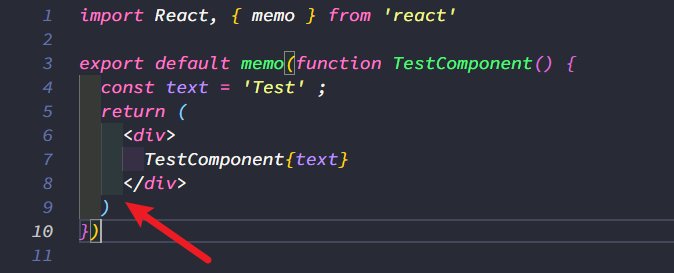 1 import React, { memo } from 'react'
2
3 export default memo(function TestComponent() {
4 const text = 'Test' ;
5 return (
6 <div>
7 TestComponent{text}
8 </div>
9 )
10 })
11